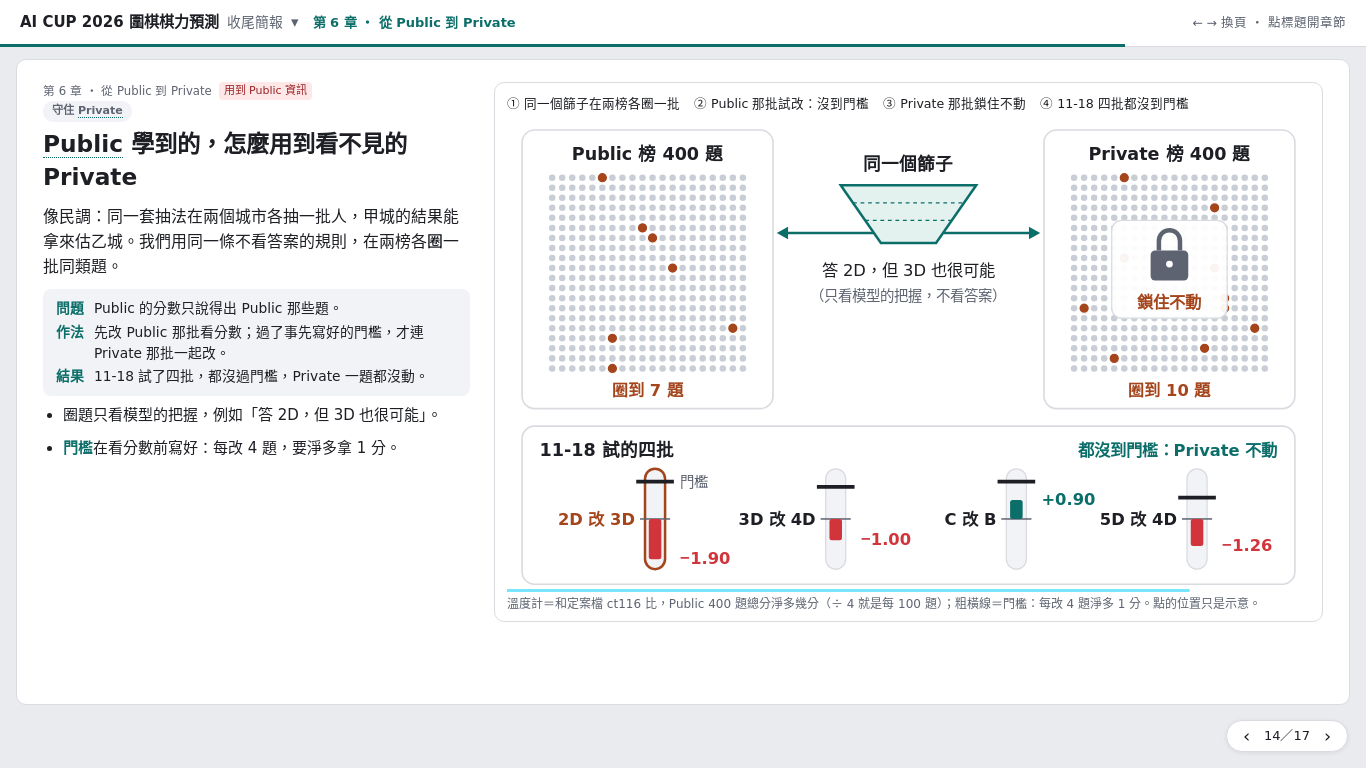 AI CUP 2026 圍棋棋力預測 收尾簡報 ▼ 第 6 章 · 從 Public 到 Private
← → 換頁 · 點標題開章節
第 6 章 · 從 Public 到 Private 用到 Public 資訊
守住 Private
Public 學到的，怎麼用到看不見的
Private
像民調：同一套抽法在兩個城市各抽一批人，甲城的結果能
拿來估乙城。我們用同一條不看答案的規則，在兩榜各圈一
批同類題。
問題 Public 的分數只說得出 Public 那些題。
作法 先改 Public 那批看分數；過了事先寫好的門檻，才連
Private 那批一起改。
結果 11-18 試了四批，都沒過門檻，Private 一題都沒動。
• 圈題只看模型的把握，例如「答 2D，但 3D 也很可能」。
• 門檻在看分數前寫好：每改 4 題，要淨多拿 1 分。
① 同一個篩子在兩榜各圈一批 ② Public 那批試改：沒到門檻 ③ Private 那批鎖住不動 ④ 11-18 四批都沒到門檻
Public 榜 400 題
圈到 7 題
同一個篩子
答 2D，但 3D 也很可能
（只看模型的把握，不看答案）
Private 榜 400 題
鎖住不動
圈到 10 題
11-18 試的四批
都沒到門檻：Private 不動
門檻
2D 改 3D
−1.90
3D 改 4D
−1.00
C 改 B
+0.90
5D 改 4D
−1.26
溫度計＝和定案檔 ct116 比，Public 400 題總分淨多幾分（÷ 4 就是每 100 題）；粗橫線＝門檻：每改 4 題淨多 1 分。點的位置只是示意。
‹ 14／17 ›